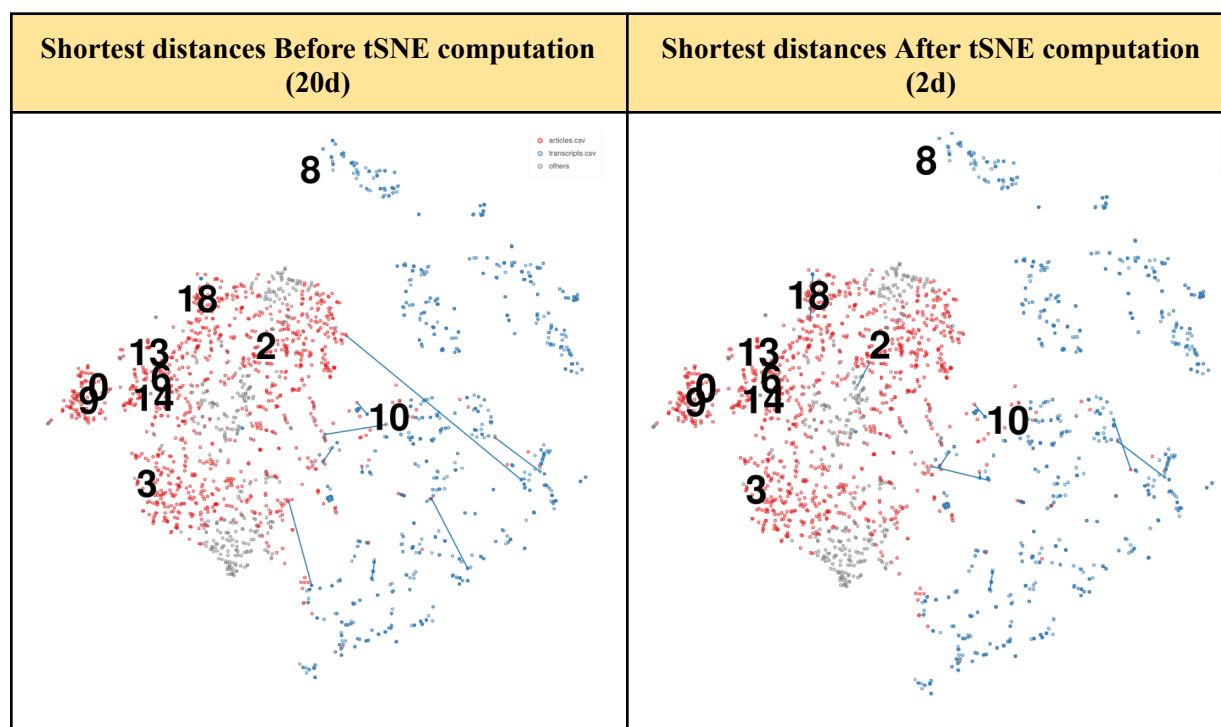 Shortest distances Before tSNE computation
(20d)
Shortest distances After tSNE computation
(2d)
articles.csv
transcripts.csv
others
8
18
2
13
6
0
9
14
10
3
8
18
2
13
6
0
9
14
10
3